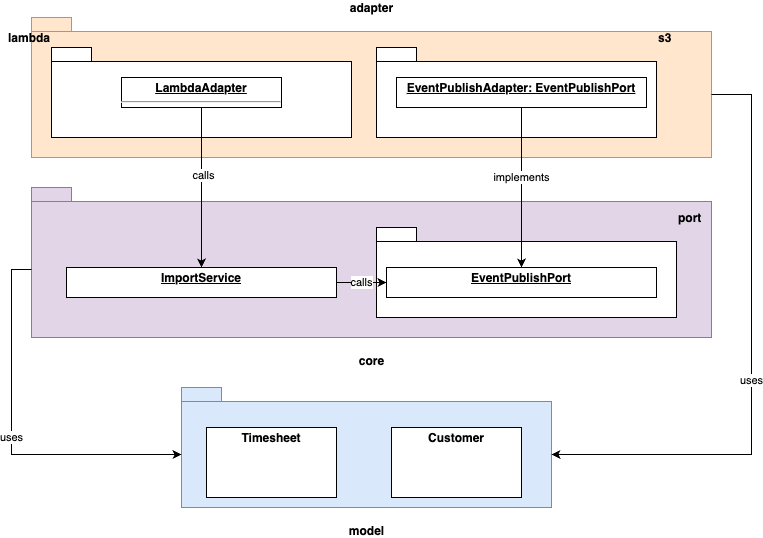 adapter
lambda
s3
LambdaAdapter
EventPublishAdapter: EventPublishPort
calls
implements
port
ImportService
calls
EventPublishPort
core
uses
uses
Timesheet
Customer
model